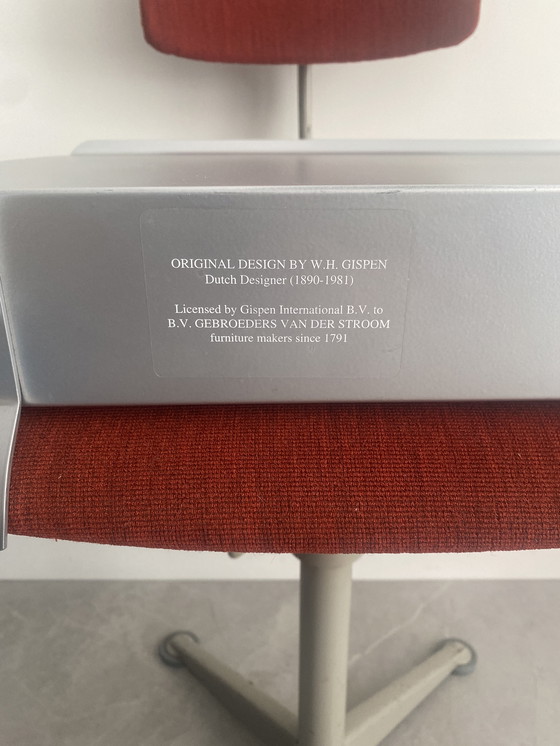 ORIGINAL DESIGN BY W.H. GISPEN
Dutch Designer (1890-1981)
Licensed by Gispen International B.V. to
B.V. GEBROEDERS VAN DER STROOM
furniture makers since 1791